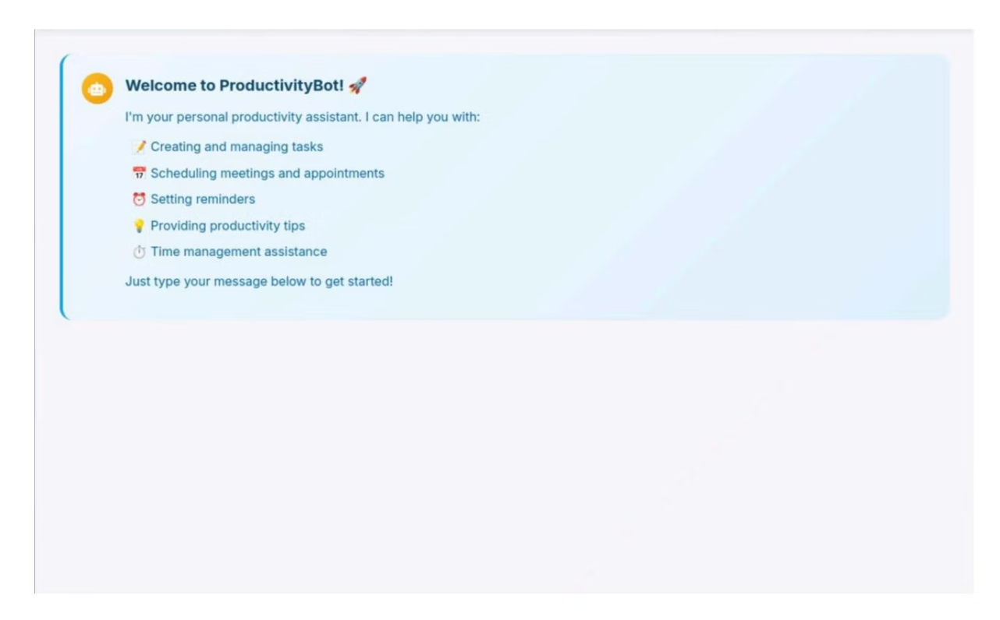 Welcome to ProductivityBot! 🚀
I'm your personal productivity assistant. I can help you with:
📝 Creating and managing tasks
📅 Scheduling meetings and appointments
⏰ Setting reminders
💡 Providing productivity tips
⏱️ Time management assistance
Just type your message below to get started!